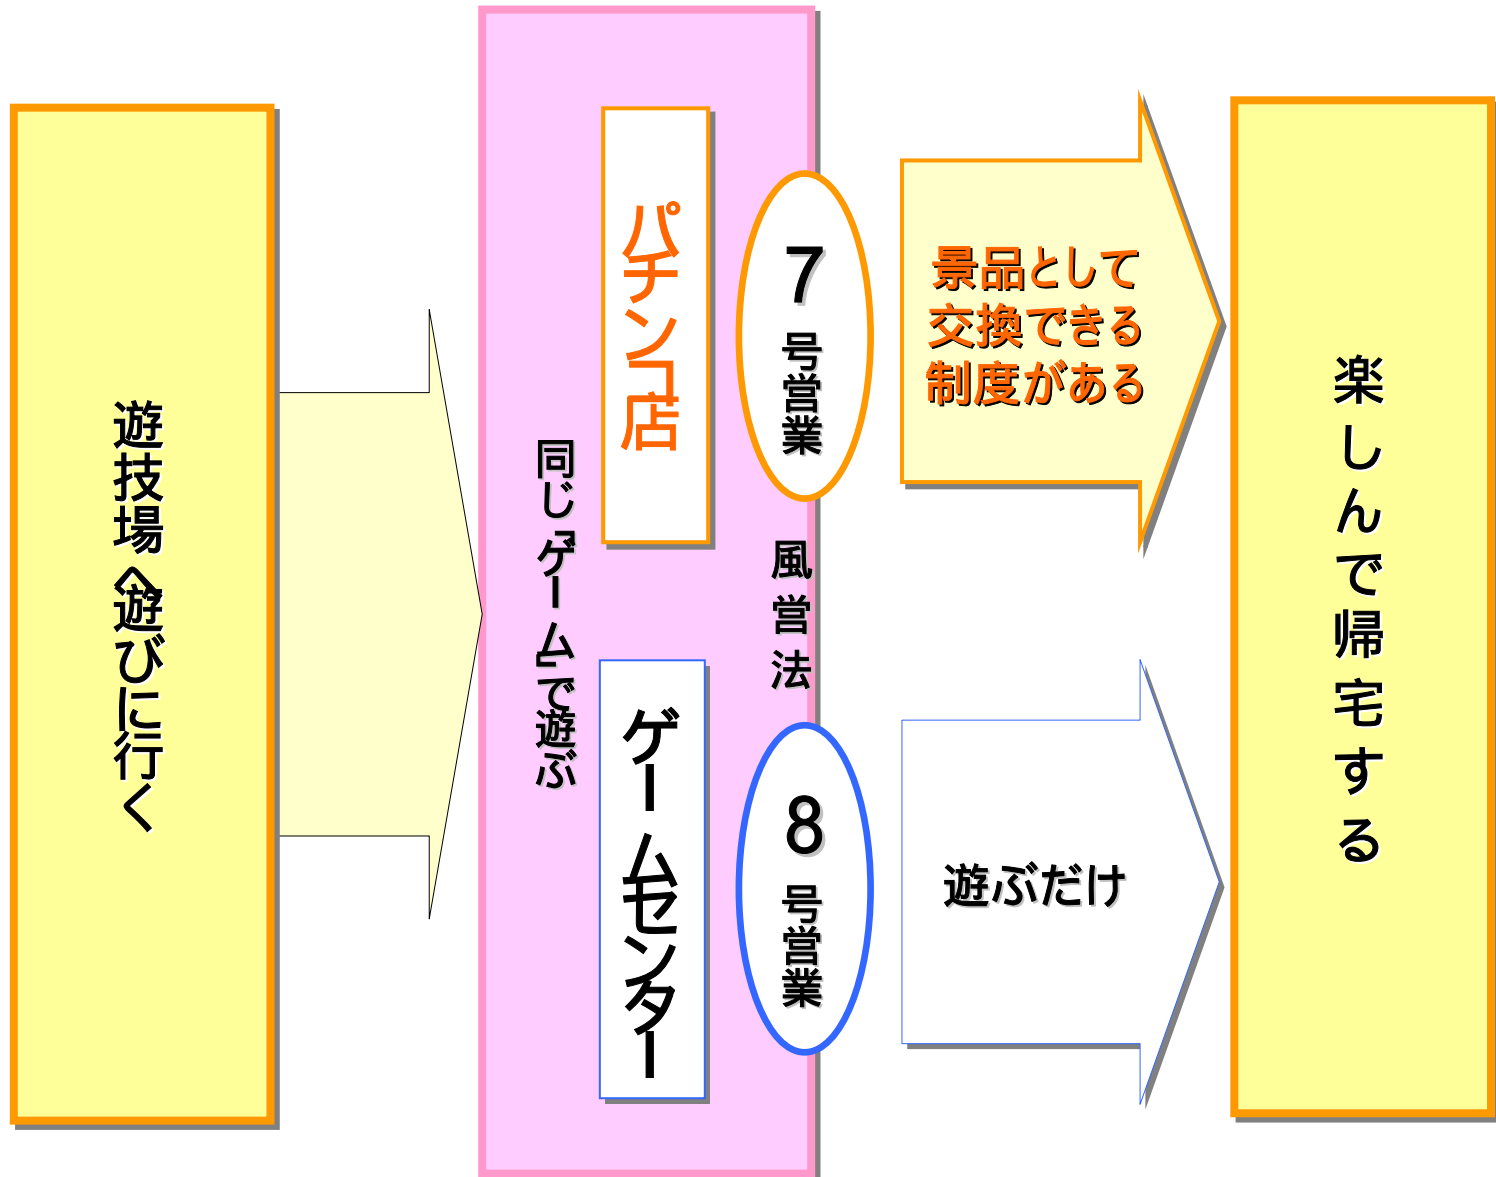 遊技場へ遊びに行く
同じ「ゲーム」で遊ぶ
パチンコ店
7号営業
景品として
交換できる
制度がある
風営法
ゲームセンター
8号営業
遊ぶだけ
楽しんで帰宅する